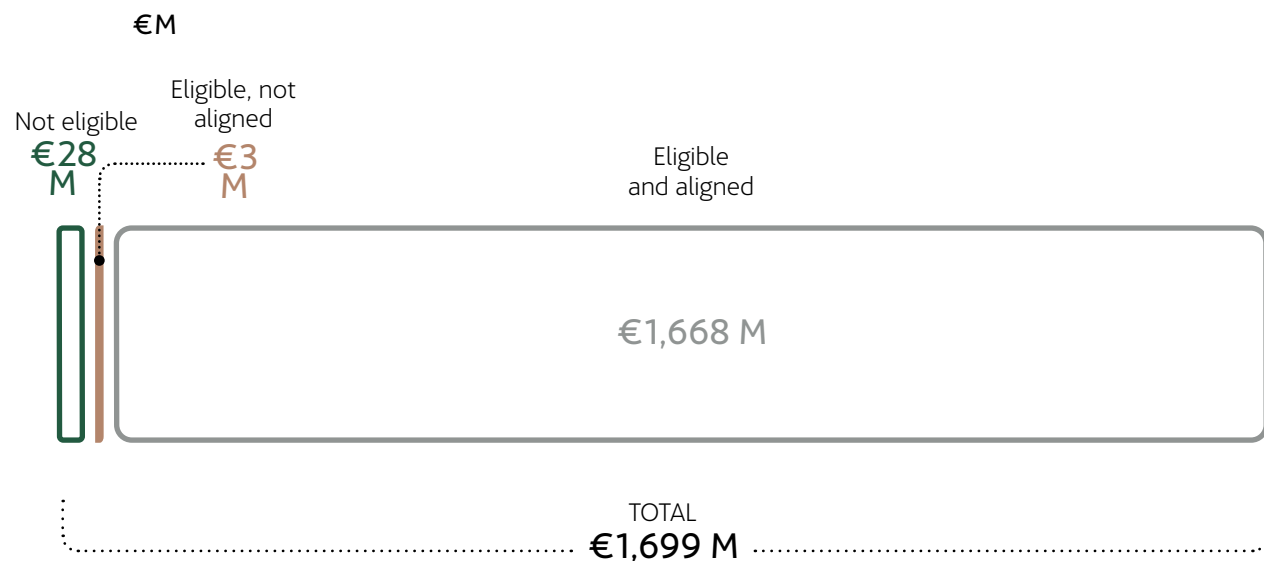 €M
Not eligible
€28
M
Eligible, not
aligned
€3
M
Eligible
and aligned
€1,668 M
TOTAL
€1,699 M